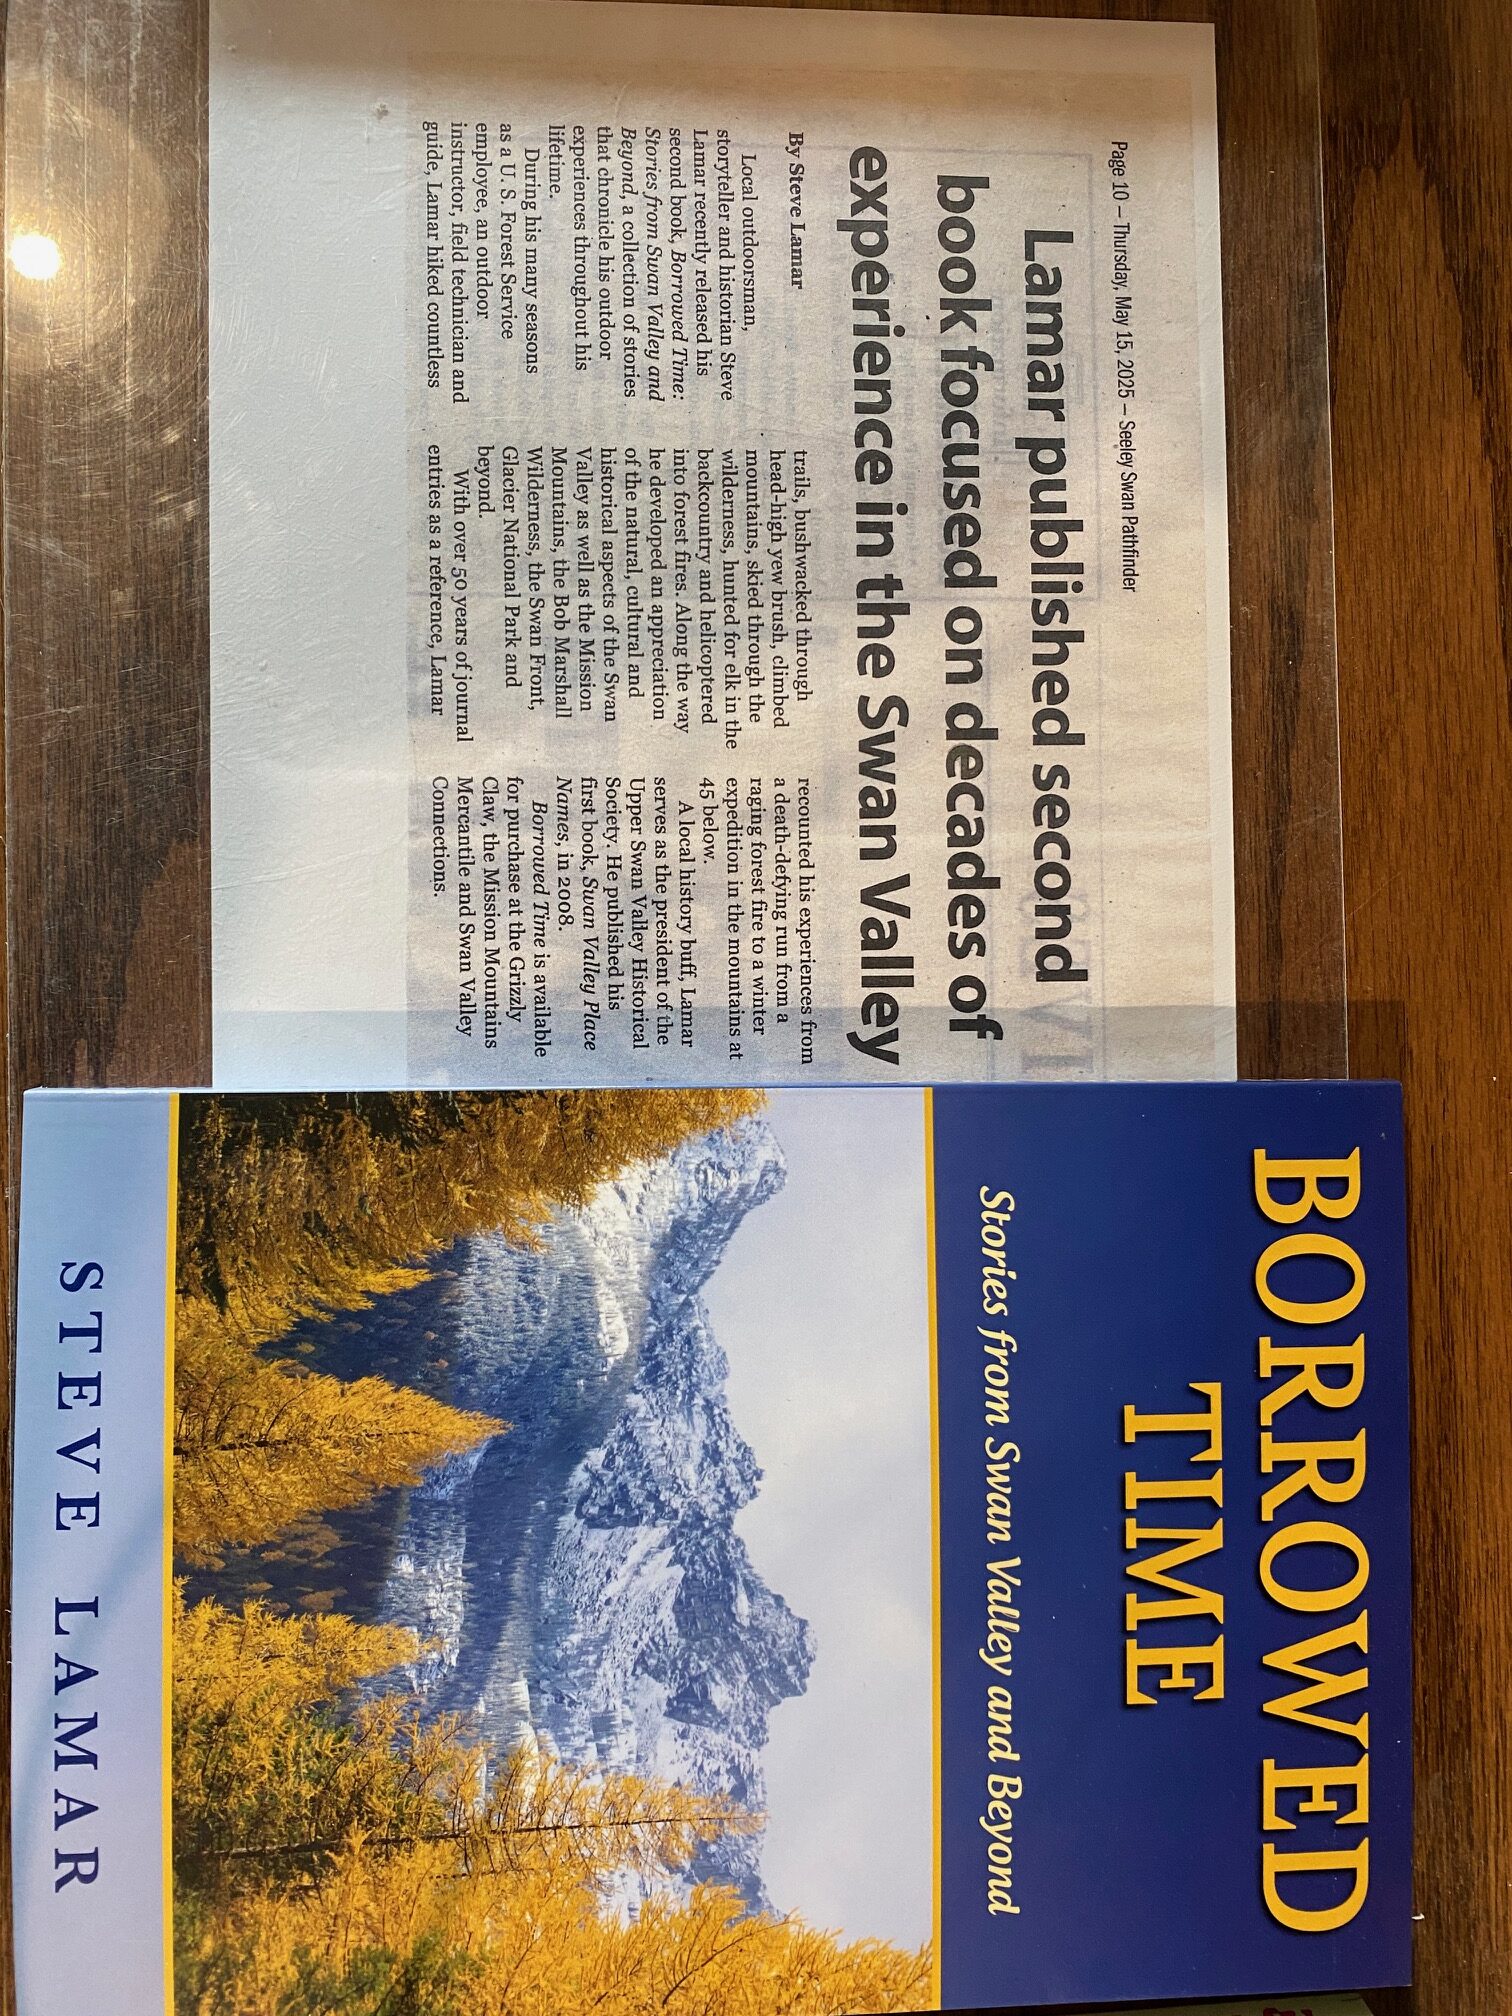 Page 10 – Thursday, May 15, 2025 – Seeley Swan Pathfinder
Lamar published second
book focused on decades of
experience in the Swan Valley
By Steve Lamar
Local outdoorsman,
storyteller and historian Steve
Lamar recently released his
second book, Borrowed Time:
Stories from Swan Valley and
Beyond, a collection of stories
that chronicle his outdoor
experiences throughout his
lifetime.
During his many seasons
as a U. S. Forest Service
employee, an outdoor
instructor, field technician and
guide, Lamar hiked countless
trails, bushwacked through
head-high yew brush, climbed
mountains, skied through the
wilderness, hunted for elk in the
backcountry and helicoptered
into forest fires. Along the way
he developed an appreciation
of the natural, cultural and
historical aspects of the Swan
Valley as well as the Mission
Mountains, the Bob Marshall
Wilderness, the Swan Front,
Glacier National Park and
beyond.
With over 50 years of journal
entries as a reference, Lamar
recounted his experiences from
a death-defying run from a
raging forest fire to a winter
expedition in the mountains at
45 below.
A local history buff, Lamar
serves as the president of the
Upper Swan Valley Historical
Society. He published his
first book, Swan Valley Place
Names, in 2008.
Borrowed Time is available
for purchase at the Grizzly
Claw, the Mission Mountains
Mercantile and Swan Valley
Connections.
BORROWED
TIME
Stories from Swan Valley and Beyond
STEVE LAMAR